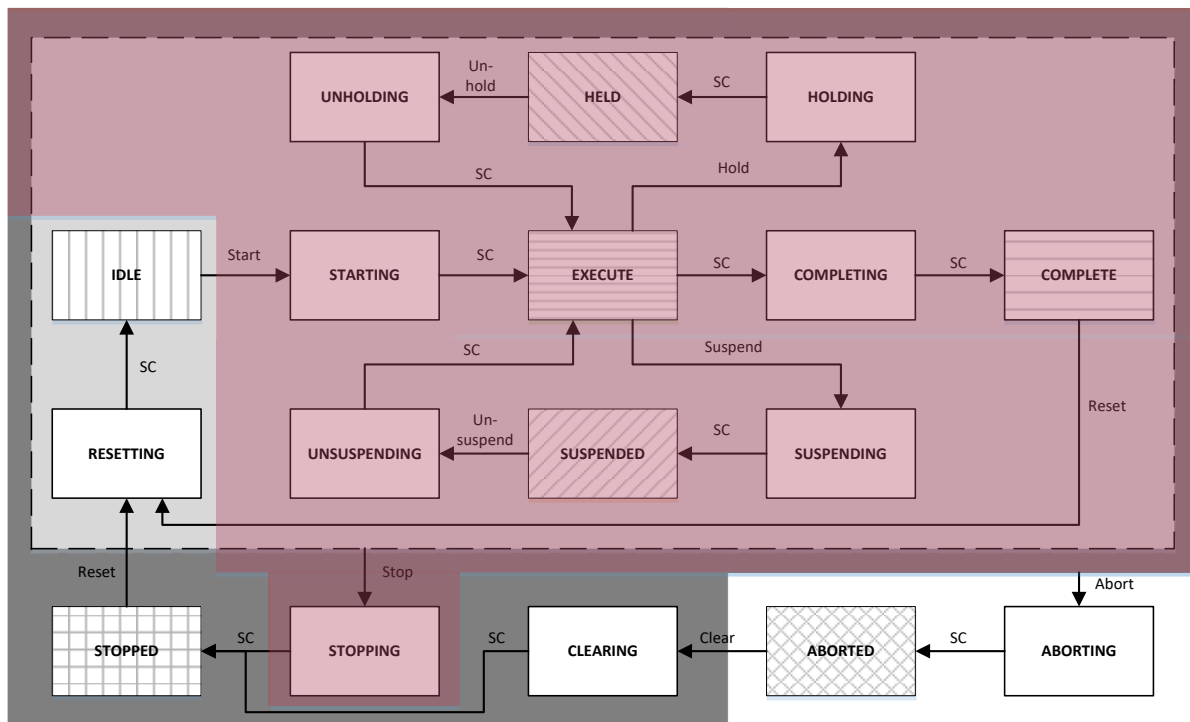 Un-
hold
SC
UNHOLDING
HELD
HOLDING
SC
Hold
Start
SC
SC
SC
IDLE
STARTING
EXECUTE
COMPLETING
COMPLETE
SC
SC
Suspend
Un-
suspend
SC
Reset
RESETTING
UNSUSPENDING
SUSPENDED
SUSPENDING
Reset
Stop
Abort
SC
SC
Clear
SC
STOPPED
STOPPING
CLEARING
ABORTED
ABORTING